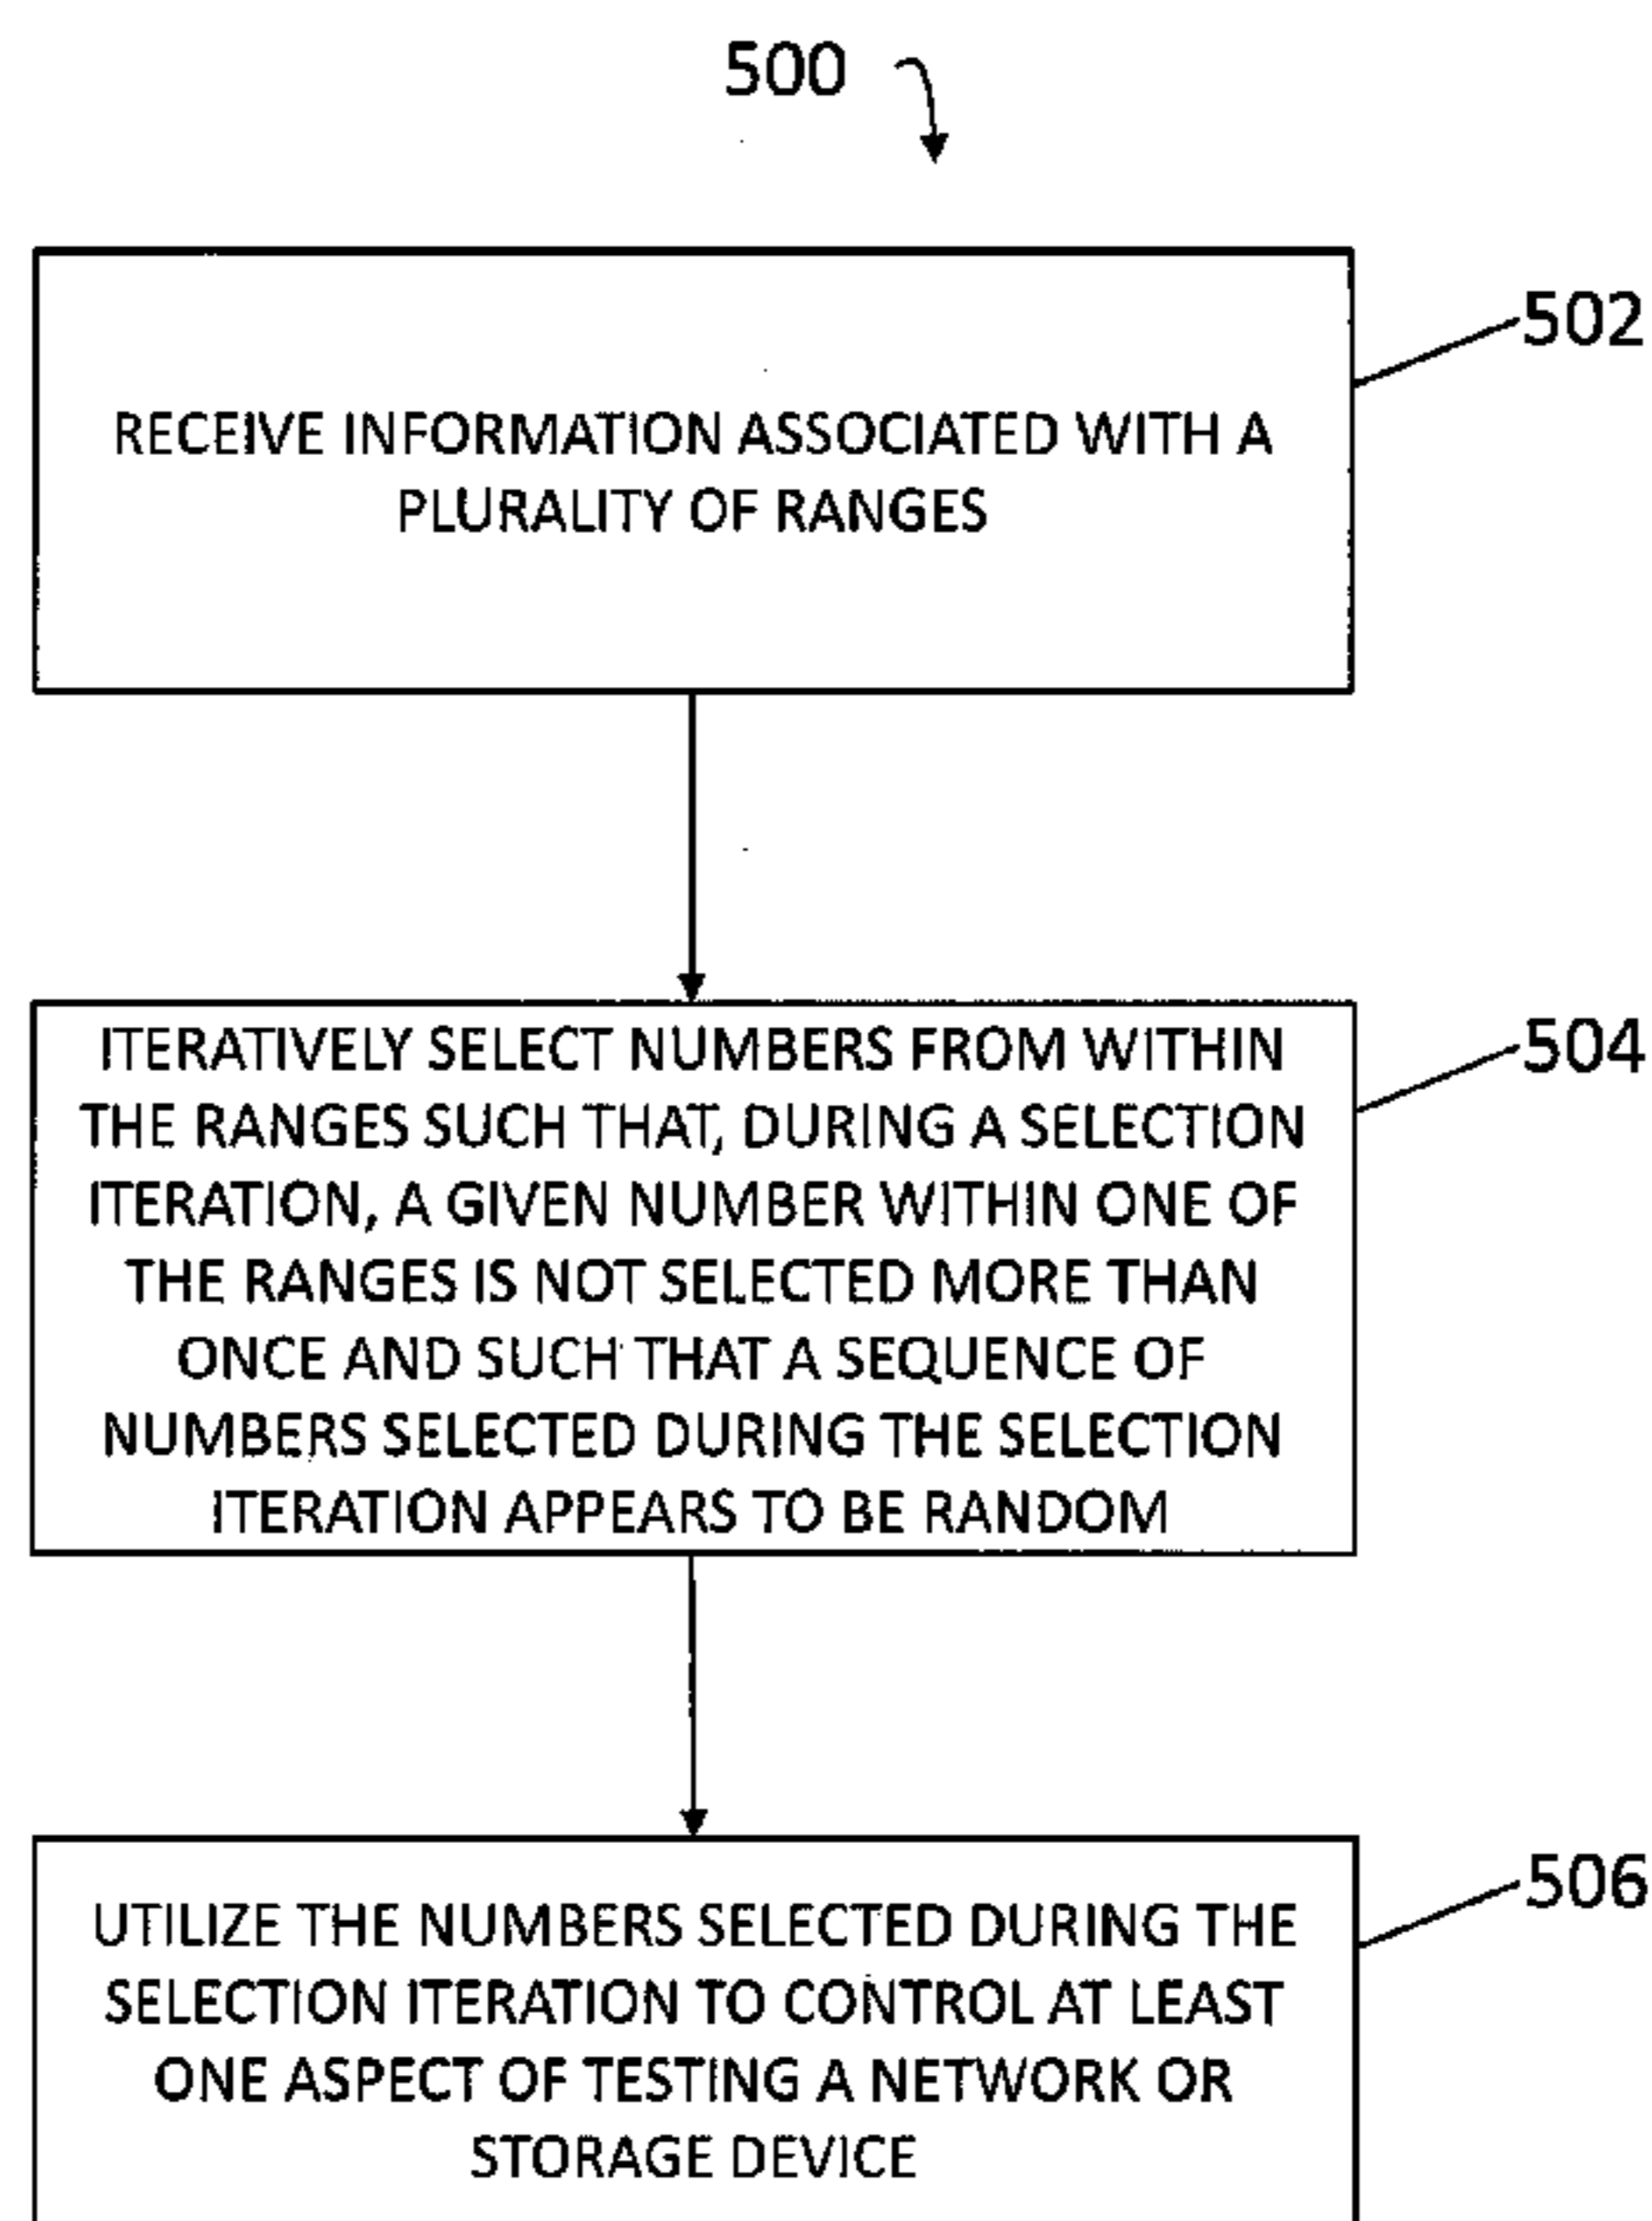 500
502
RECEIVE INFORMATION ASSOCIATED WITH A
PLURALITY OF RANGES
504
ITERATIVELY SELECT NUMBERS FROM WITHIN
THE RANGES SUCH THAT, DURING A SELECTION
ITERATION, A GIVEN NUMBER WITHIN ONE OF
THE RANGES IS NOT SELECTED MORE THAN
ONCE AND SUCH THAT A SEQUENCE OF
NUMBERS SELECTED DURING THE SELECTION
ITERATION APPEARS TO BE RANDOM
506
UTILIZE THE NUMBERS SELECTED DURING THE
SELECTION ITERATION TO CONTROL AT LEAST
ONE ASPECT OF TESTING A NETWORK OR
STORAGE DEVICE